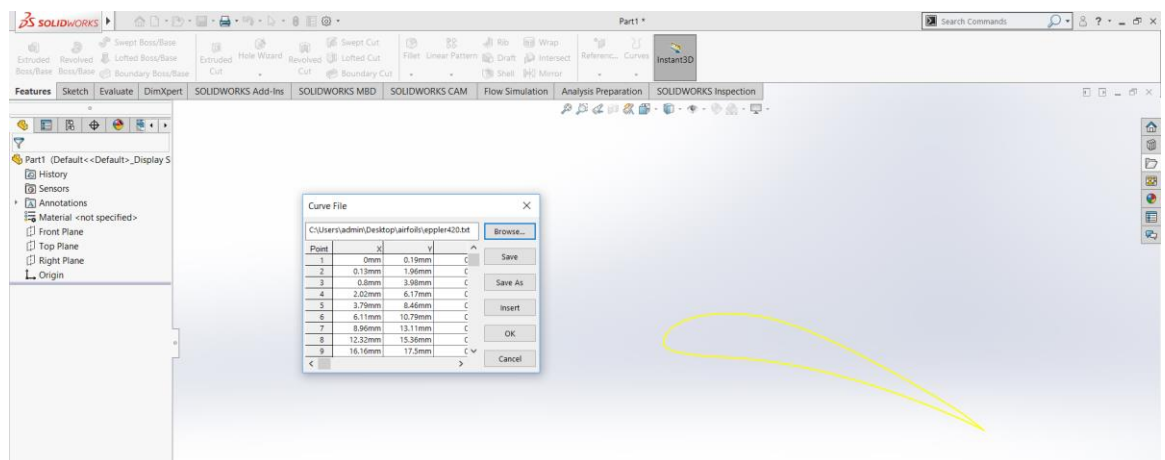 DS SOLIDWORKS
Part1 *
Search Commands
Extruded Boss/Base
Revolved Boss/Base
Swept Boss/Base
Lofted Boss/Base
Boundary Boss/Base
Extruded Cut
Hole Wizard
Revolved Cut
Swept Cut
Lofted Cut
Boundary Cut
Fillet
Linear Pattern
Rib
Draft
Shell
Wrap
Intersect
Mirror
Referenc...
Curves
Instant3D
Features Sketch Evaluate DimXpert SOLIDWORKS Add-Ins SOLIDWORKS MBD SOLIDWORKS CAM Flow Simulation Analysis Preparation SOLIDWORKS Inspection
Part1 (Default<<Default>_Display S
History
Sensors
Annotations
Material <not specified>
Front Plane
Top Plane
Right Plane
Origin
Curve File
C:\Users\admin\Desktop\airfoils\eppler420.txt Browse...
Point X Y
1 0mm 0.19mm
2 0.13mm 1.96mm
3 0.8mm 3.98mm
4 2.02mm 6.17mm
5 3.79mm 8.46mm
6 6.11mm 10.79mm
7 8.96mm 13.11mm
8 12.32mm 15.36mm
9 16.16mm 17.5mm
Save
Save As
Insert
OK
Cancel